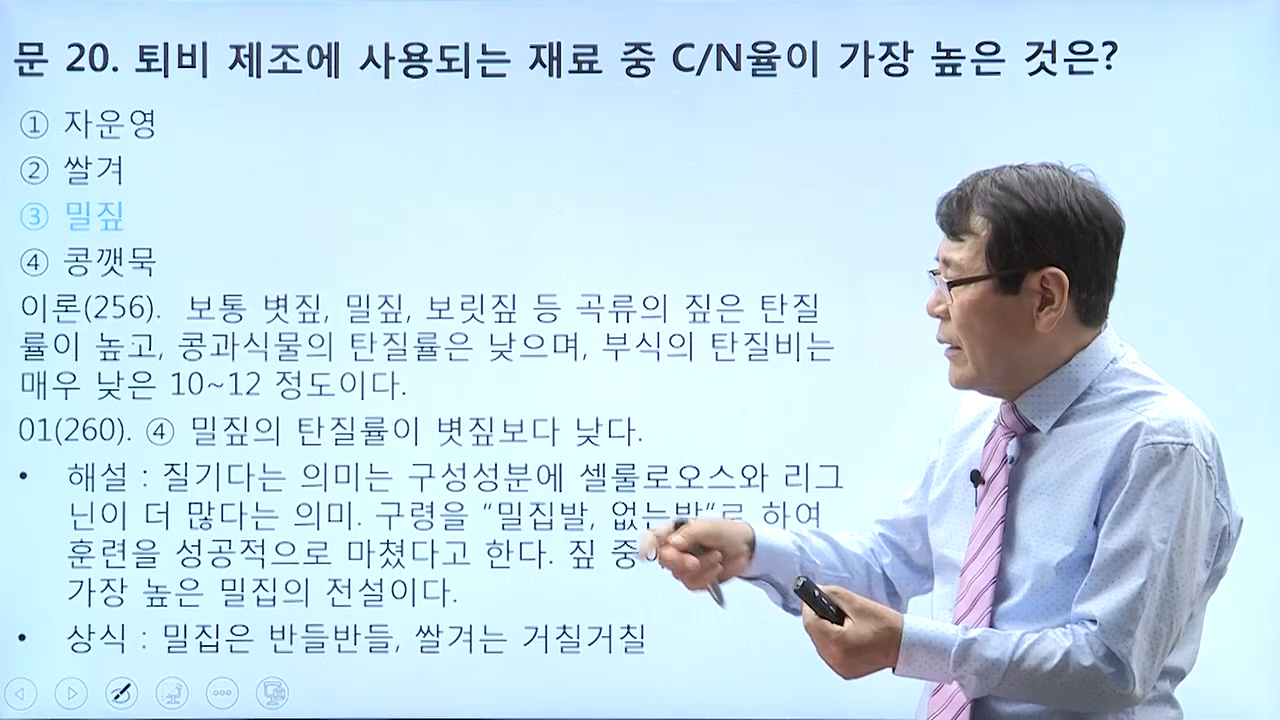 문 20. 퇴비 제조에 사용되는 재료 중 C/N율이 가장 높은 것은?
① 자운영
② 쌀겨
③ 밀짚
④ 콩깻묵
이론(256). 보통 볏짚, 밀짚, 보릿짚 등 곡류의 짚은 탄질
률이 높고, 콩과식물의 탄질률은 낮으며, 부식의 탄질비는
매우 낮은 10~12 정도이다.
01(260). ④ 밀짚의 탄질률이 볏짚보다 낮다.
• 해설 : 질기다는 의미는 구성성분에 셀룰로오스와 리그
닌이 더 많다는 의미. 구령을 “밀집발, 없는발”로 하여
훈련을 성공적으로 마쳤다고 한다. 짚 중
가장 높은 밀집의 전설이다.
• 상식 : 밀집은 반들반들, 쌀겨는 거칠거칠